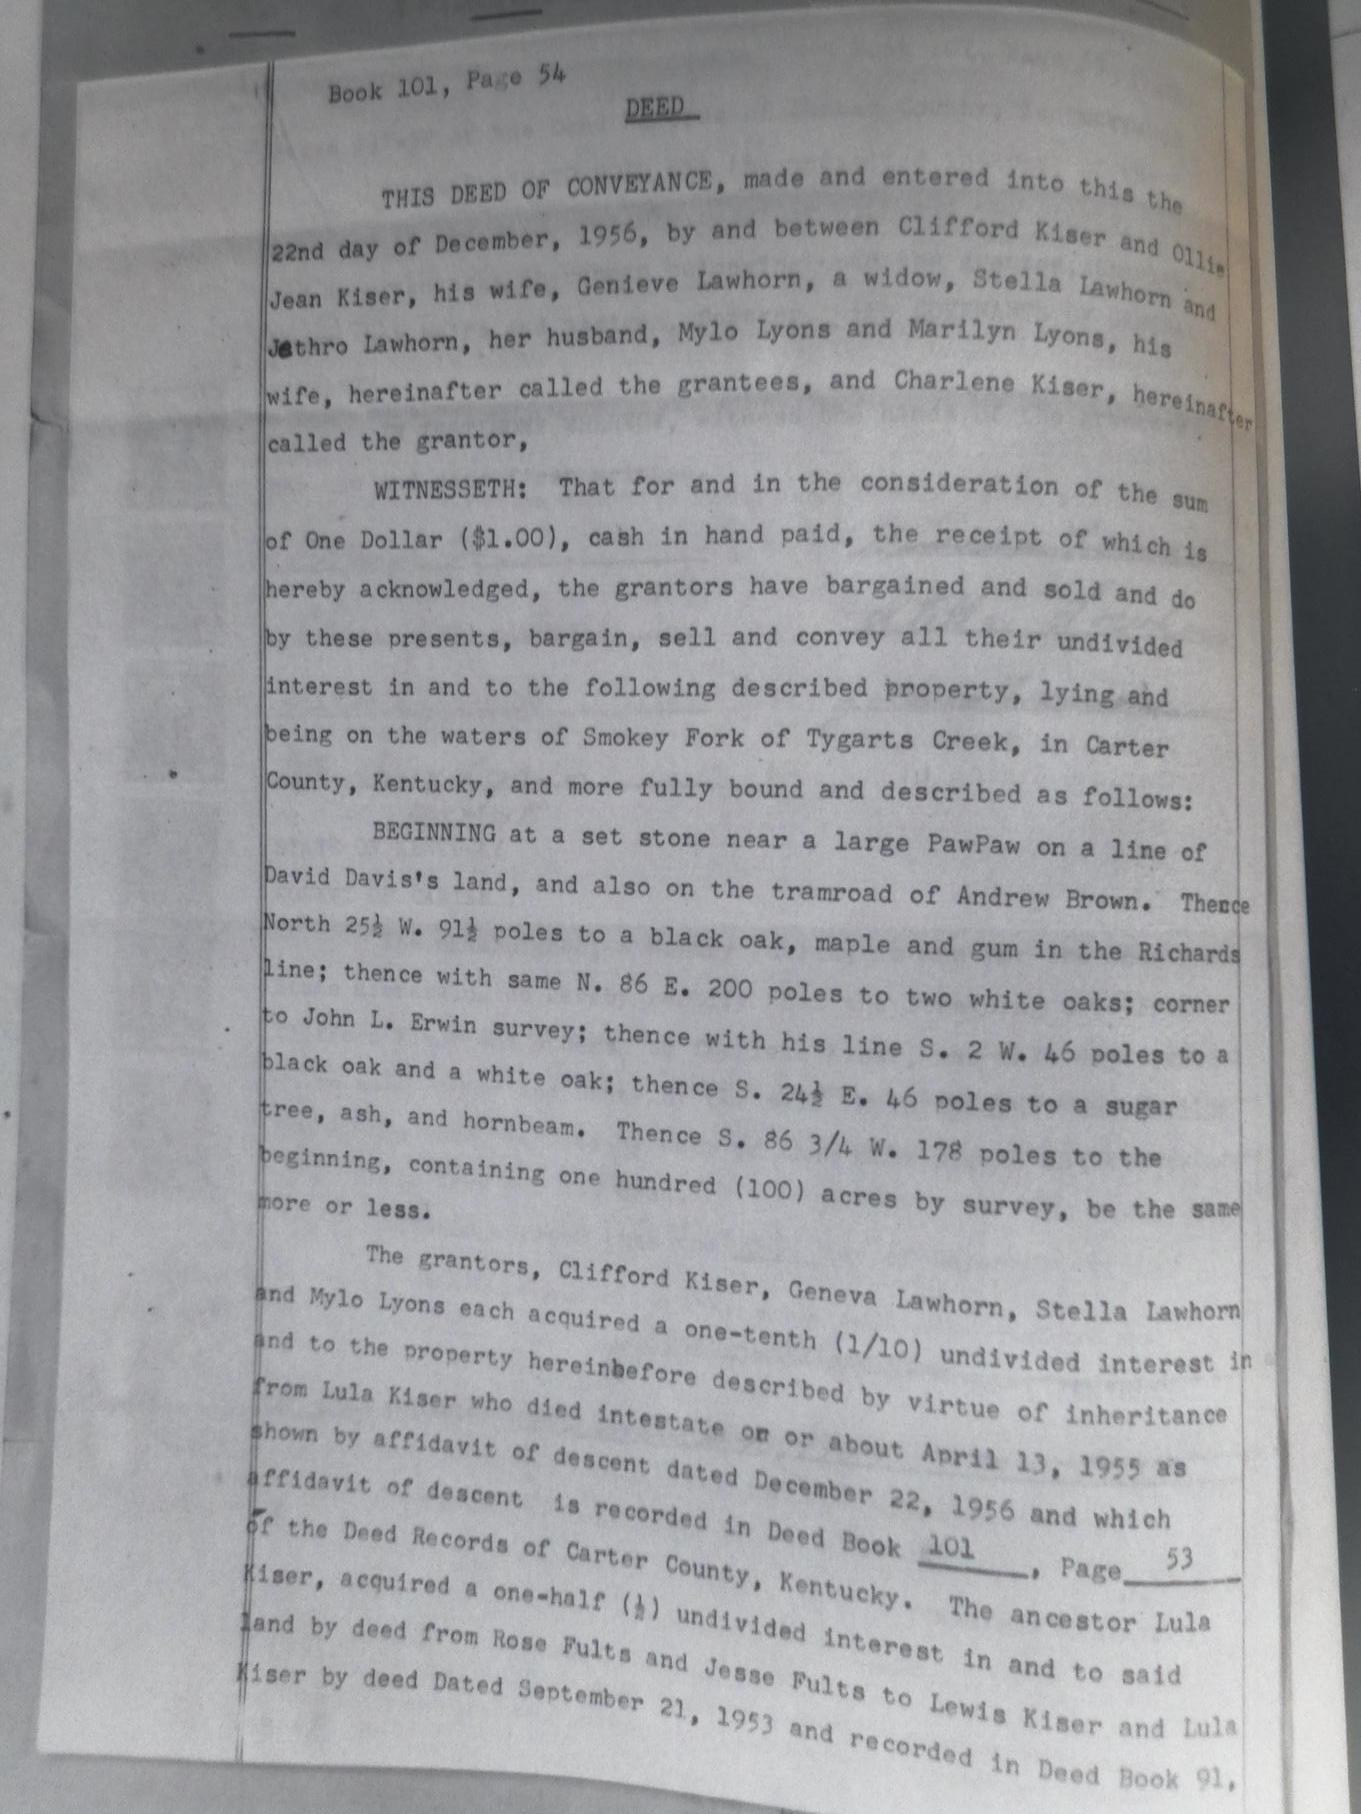 Book 101, Page 54
DEED
THIS DEED OF CONVEYANCE, made and entered into this the
22nd day of December, 1956, by and between Clifford Kiser and Ollie
Jean Kiser, his wife, Genieve Lawhorn, a widow, Stella Lawhorn and
Jethro Lawhorn, her husband, Mylo Lyons and Marilyn Lyons, his
wife, hereinafter called the grantees, and Charlene Kiser, hereinafter
called the grantor,
WITNESSETH: That for and in the consideration of the sum
of One Dollar ($1.00), cash in hand paid, the receipt of which is
hereby acknowledged, the grantors have bargained and sold and do
by these presents, bargain, sell and convey all their undivided
interest in and to the following described property, lying and
being on the waters of Smokey Fork of Tygarts Creek, in Carter
County, Kentucky, and more fully bound and described as follows:
BEGINNING at a set stone near a large PawPaw on a line of
David Davis's land, and also on the tramroad of Andrew Brown. Thence
North 25½ W. 91½ poles to a black oak, maple and gum in the Richards
line; thence with same N. 86 E. 200 poles to two white oaks; corner
to John L. Erwin survey; thence with his line S. 2 W. 46 poles to a
black oak and a white oak; thence S. 24½ E. 46 poles to a sugar
tree, ash, and hornbeam. Thence S. 86 3/4 W. 178 poles to the
beginning, containing one hundred (100) acres by survey, be the same
more or less.
The grantors, Clifford Kiser, Geneva Lawhorn, Stella Lawhorn
and Mylo Lyons each acquired a one-tenth (1/10) undivided interest in
and to the property hereinbefore described by virtue of inheritance
from Lula Kiser who died intestate on or about April 13, 1955 as
shown by affidavit of descent dated December 22, 1956 and which
affidavit of descent is recorded in Deed Book 101, Page 53
of the Deed Records of Carter County, Kentucky. The ancestor Lula
Kiser, acquired a one-half (½) undivided interest in and to said
land by deed from Rose Fults and Jesse Fults to Lewis Kiser and Lula
Kiser by deed Dated September 21, 1953 and recorded in Deed Book 91,